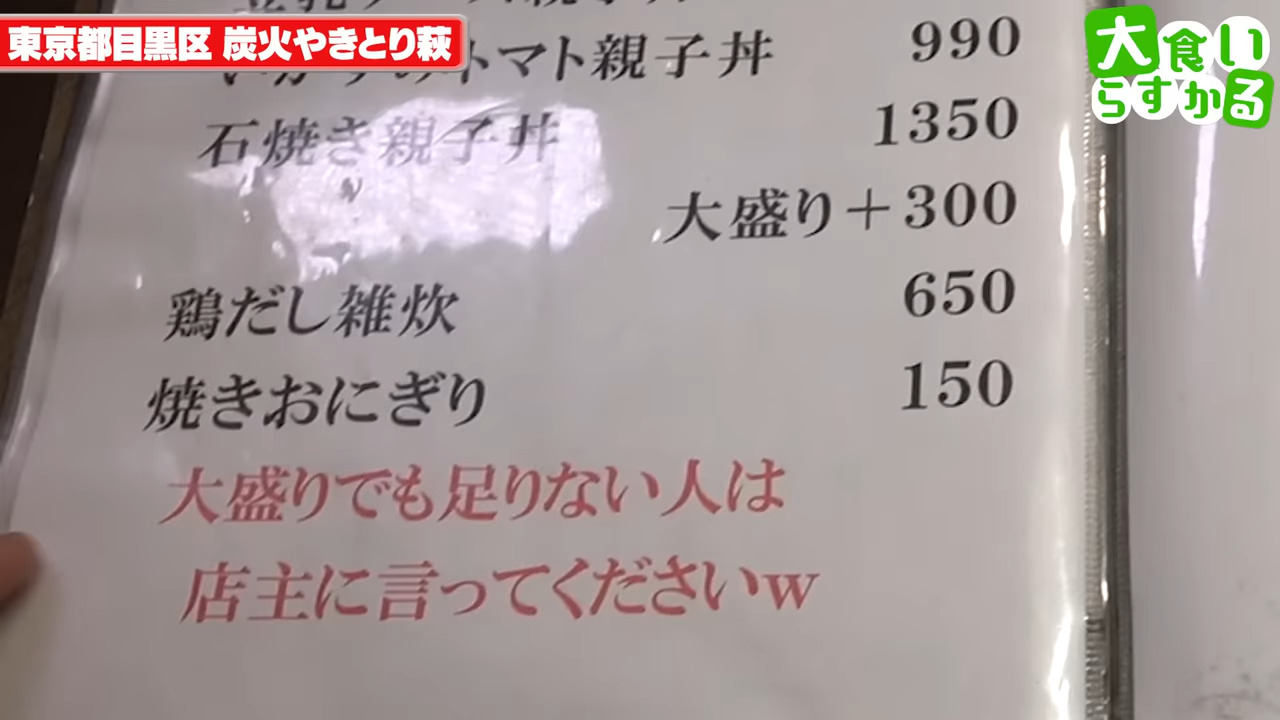 東京都目黒区 炭火やきとり萩
大食い
らすかる
トマト親子丼 990
石焼き親子丼 1350
大盛り＋300
鶏だし雑炊 650
焼きおにぎり 150
大盛りでも足りない人は
店主に言ってくださいw